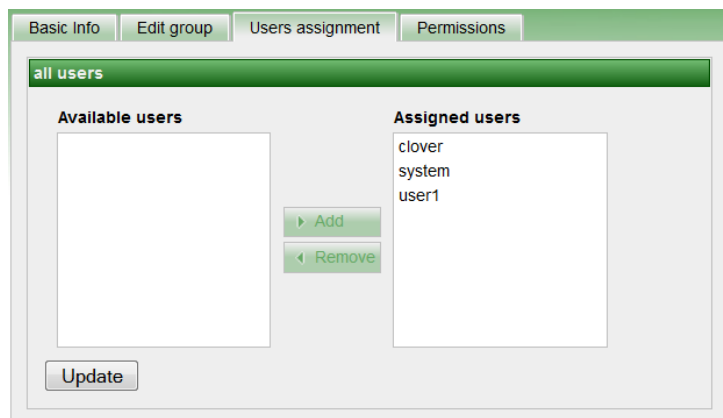 Basic Info Edit group Users assignment Permissions
all users
Available users Assigned users
clover
system
user1
Add
Remove
Update